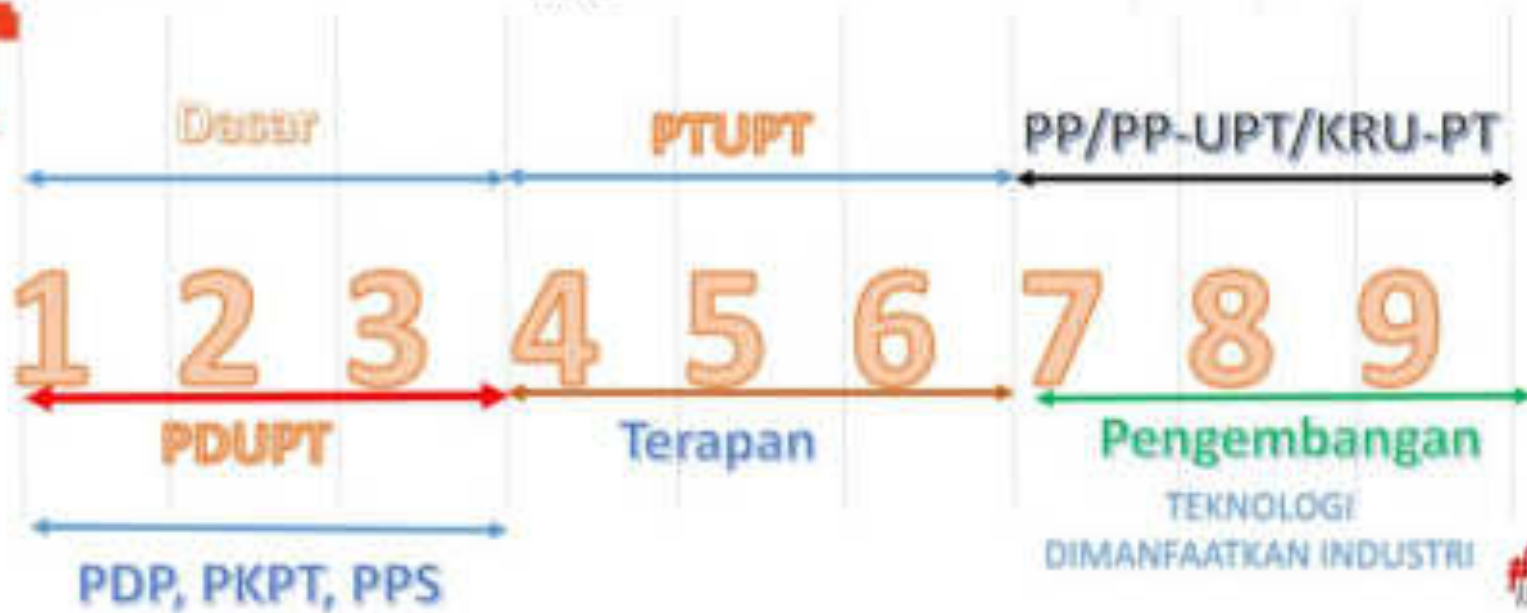 Dasar PTUPT PP/PP-UPT/KRU-PT
1 2 3 4 5 6 7 8 9
PDUPT Terapan Pengembangan
TEKNOLOGI
DIMANFAATKAN INDUSTRI
PDP, PKPT, PPS